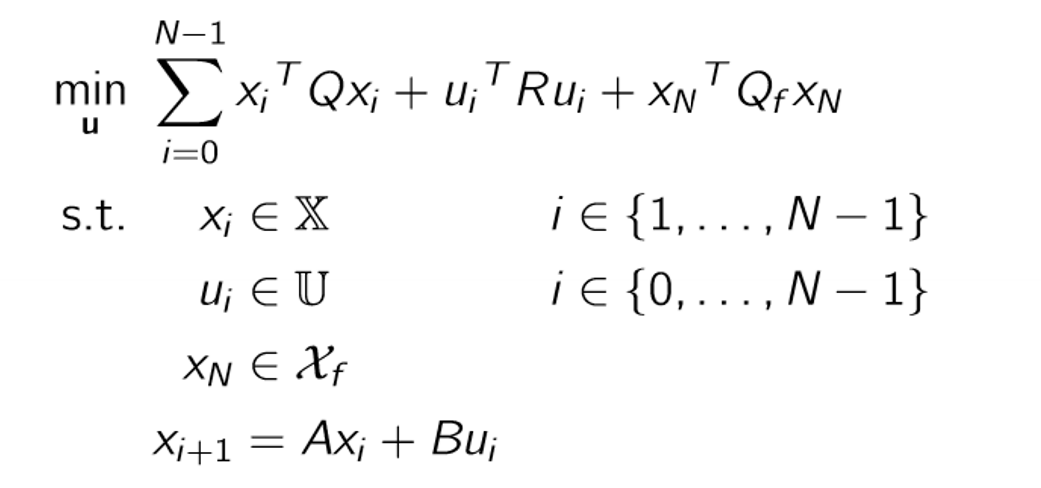 min_u ∑_{i=0}^{N−1} x_i^T Q x_i + u_i^T R u_i + x_N^T Q_f x_N
s.t. x_i ∈ 𝕏 i ∈ {1, . . . , N − 1}
u_i ∈ 𝕌 i ∈ {0, . . . , N − 1}
x_N ∈ 𝒳_f
x_{i+1} = Ax_i + Bu_i